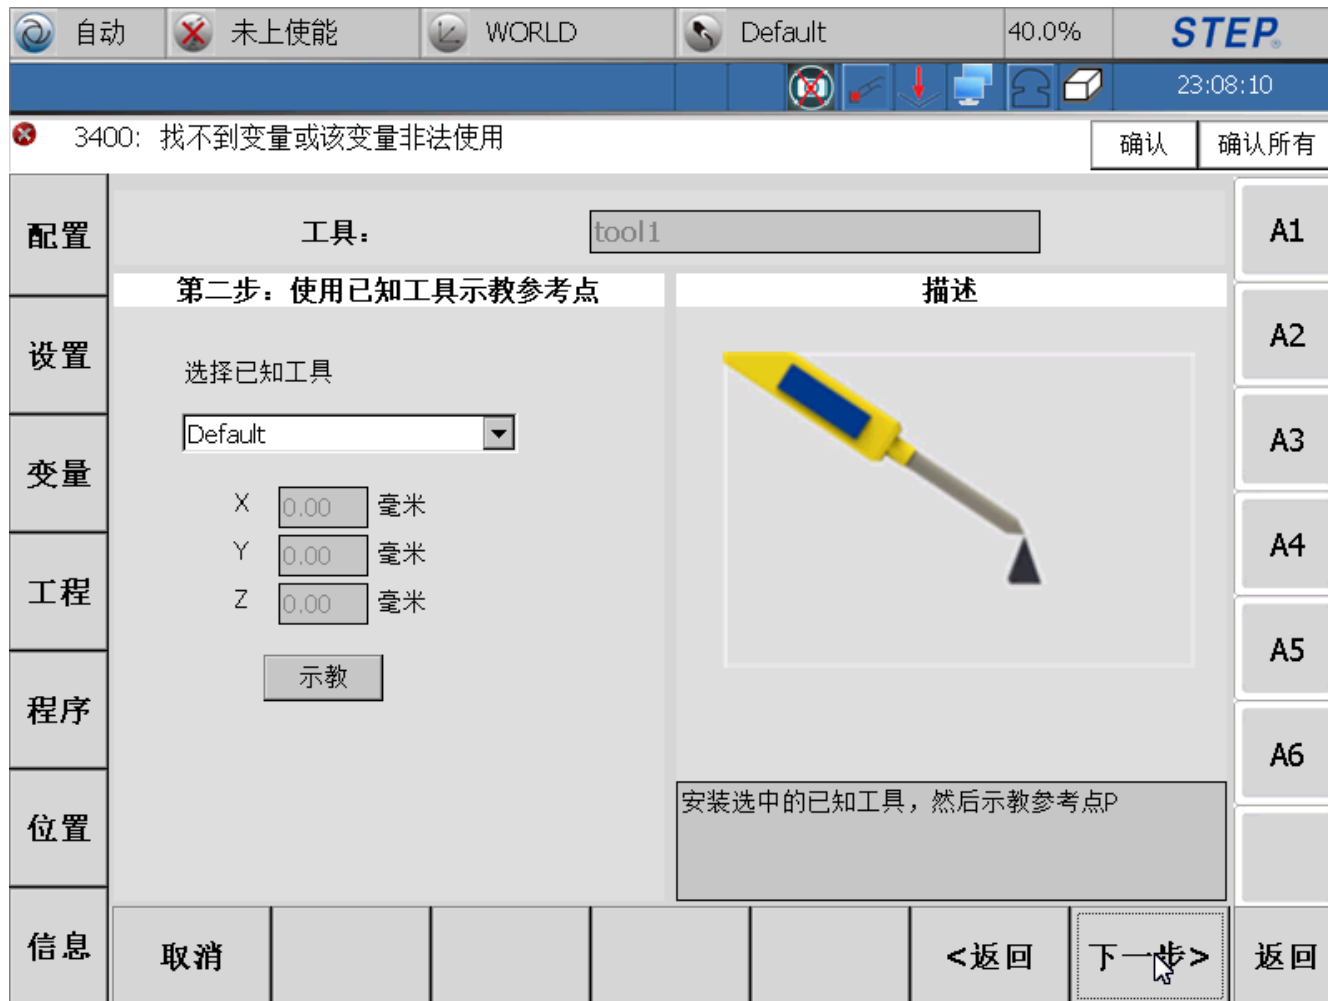 自动 未上使能 WORLD Default 40.0% STEP
23:08:10
3400: 找不到变量或该变量非法使用 确认 确认所有
配置
设置
变量
工程
程序
位置
信息
工具： tool1
第二步：使用已知工具示教参考点
选择已知工具
Default
X 0.00 毫米
Y 0.00 毫米
Z 0.00 毫米
示教
描述
安装选中的已知工具，然后示教参考点P
A1
A2
A3
A4
A5
A6
取消 <返回 下一步> 返回